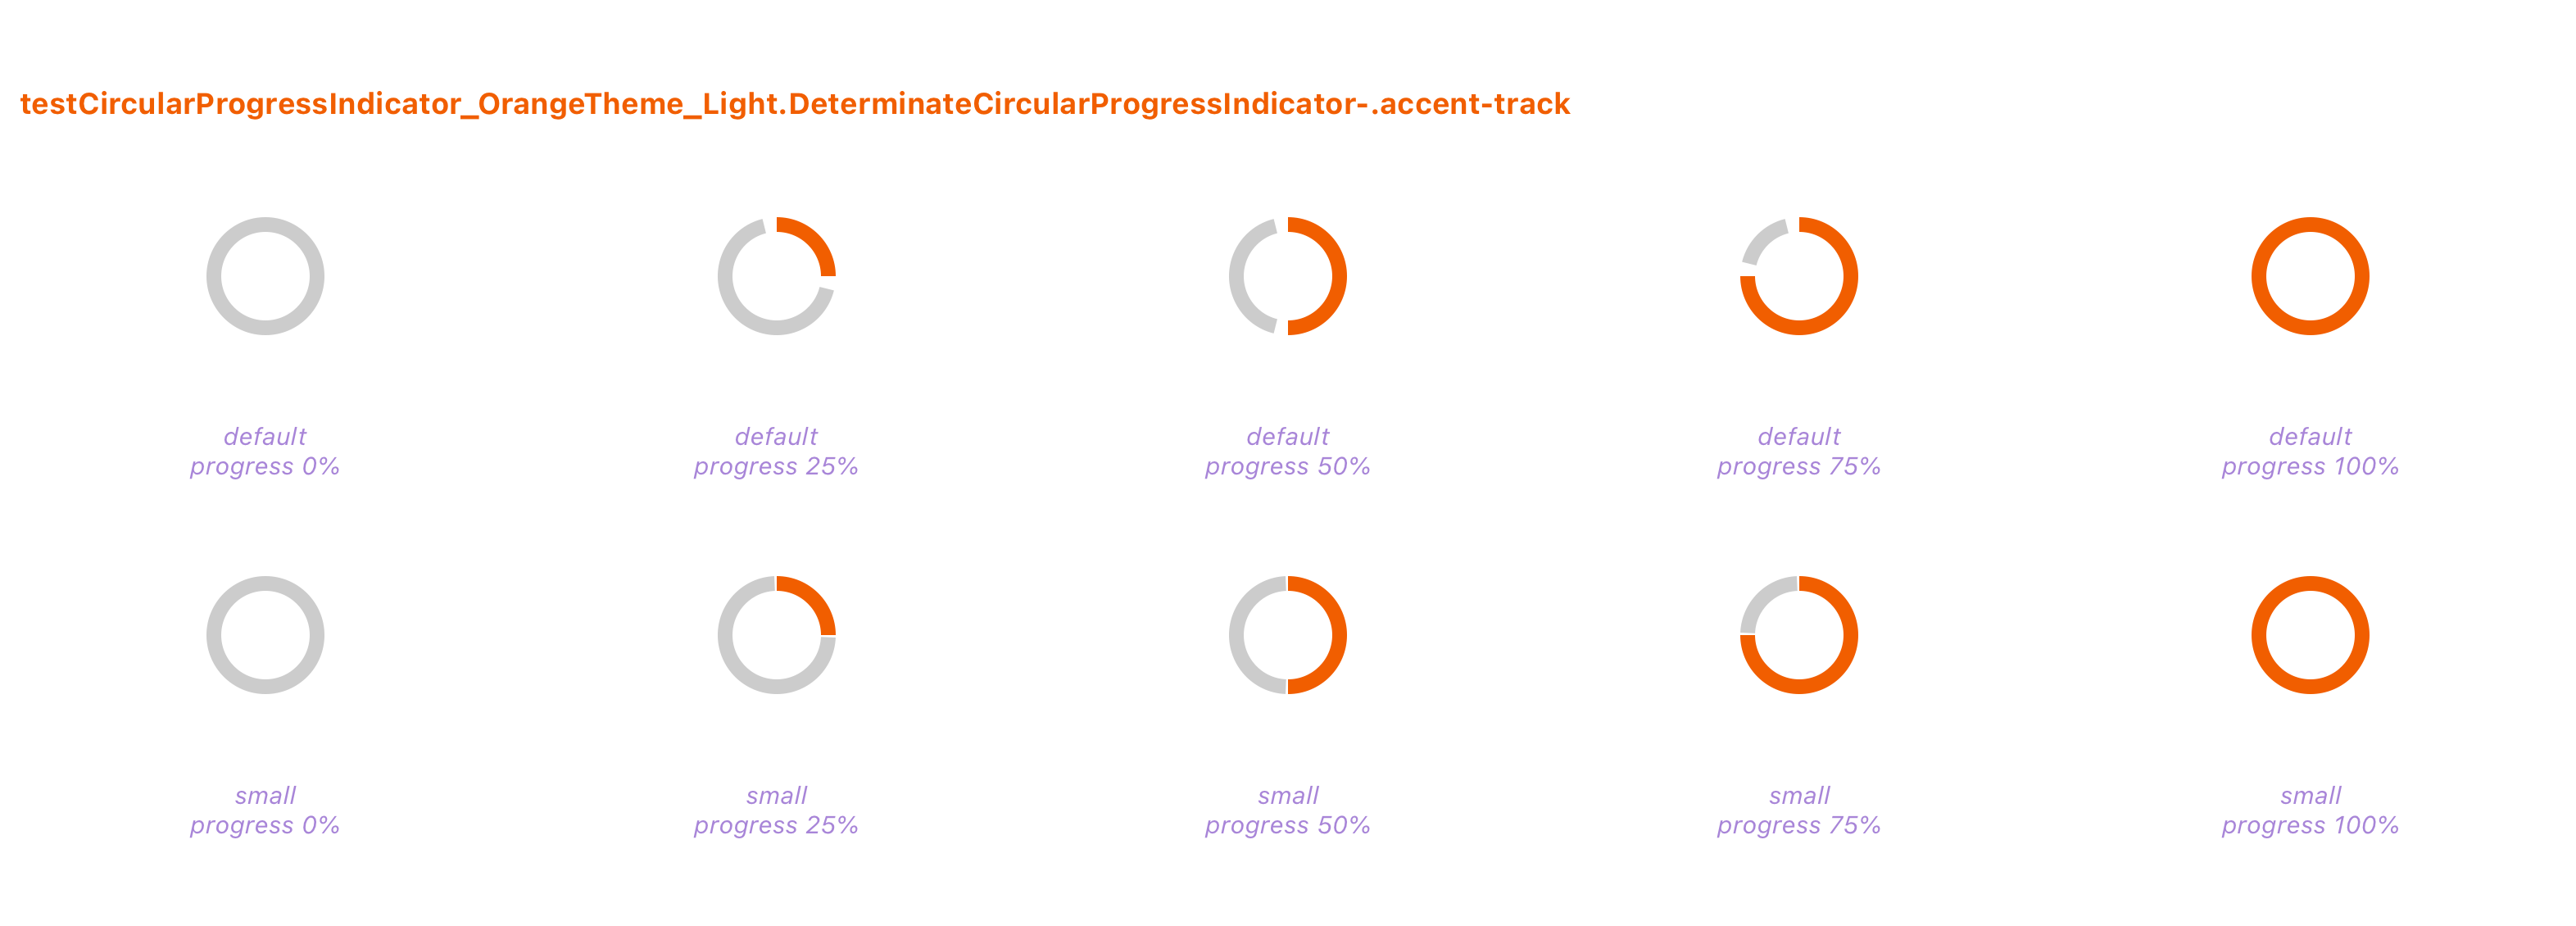 testCircularProgressIndicator_OrangeTheme_Light.DeterminateCircularProgressIndicator-.accent-track
default
progress 0%
default
progress 25%
default
progress 50%
default
progress 75%
default
progress 100%
small
progress 0%
small
progress 25%
small
progress 50%
small
progress 75%
small
progress 100%